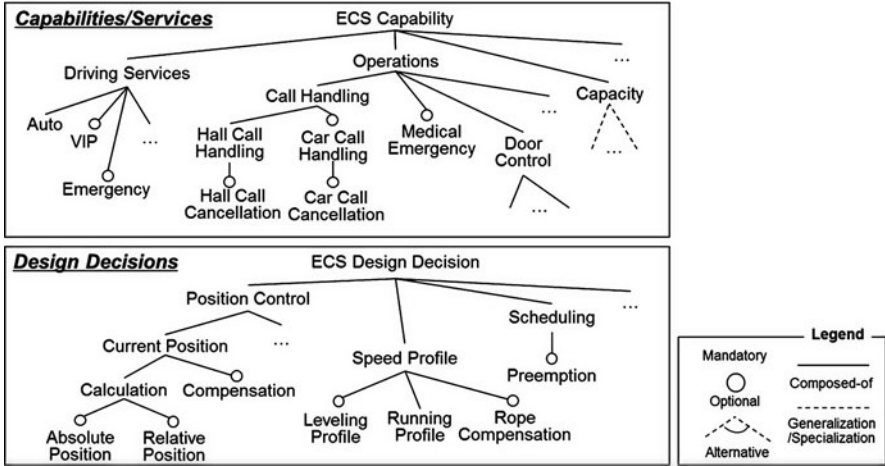 Capabilities/Services
ECS Capability
...
Driving Services
Operations
Capacity
Auto
VIP
...
Emergency
Call Handling
Hall Call
Handling
Car Call
Handling
Hall Call
Cancellation
Car Call
Cancellation
Medical
Emergency
...
Door
Control
...
...
Design Decisions
ECS Design Decision
...
Position Control
Scheduling
Current Position
...
Speed Profile
Preemption
Calculation
Compensation
Absolute
Position
Relative
Position
Leveling
Profile
Running
Profile
Rope
Compensation
Legend
Mandatory
Optional
Alternative
Composed-of
Generalization
/Specialization